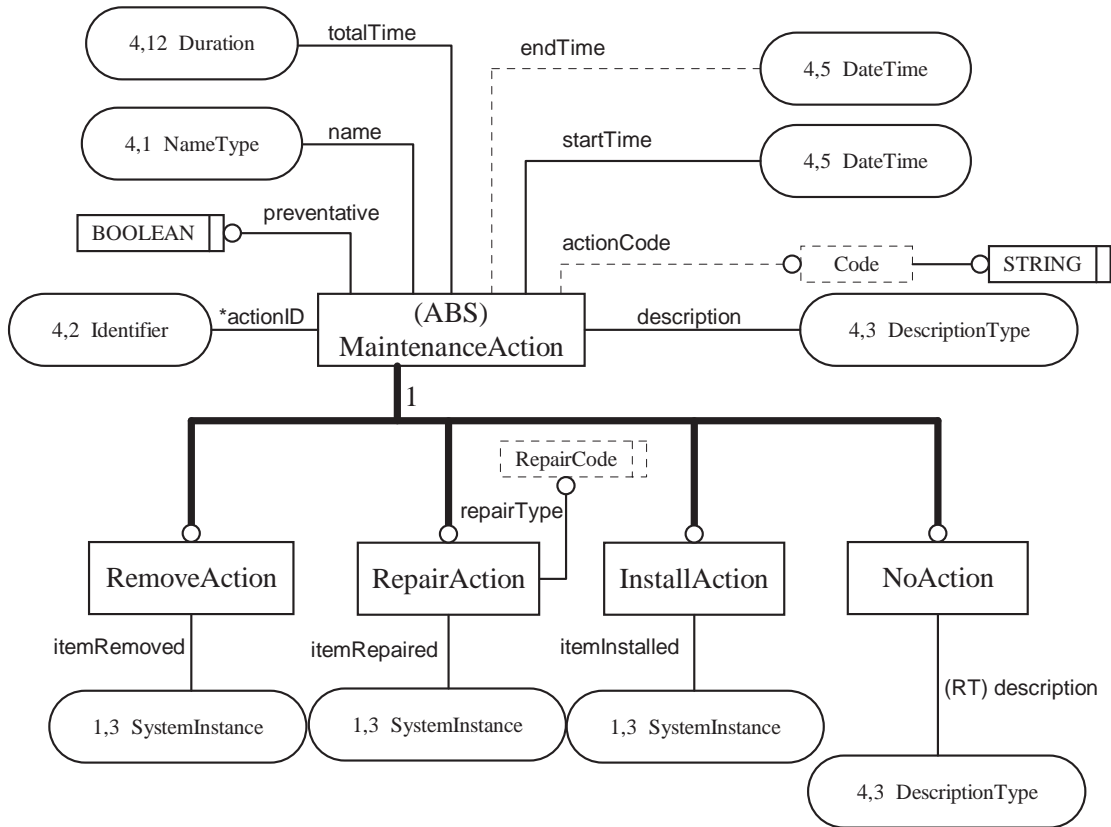 4,12 Duration
totalTime
endTime
4,5 DateTime
4,1 NameType
name
startTime
4,5 DateTime
BOOLEAN
preventative
actionCode
Code
STRING
4,2 Identifier
*actionID
(ABS)
MaintenanceAction
description
4,3 DescriptionType
1
RepairCode
repairType
RemoveAction
RepairAction
InstallAction
NoAction
itemRemoved
itemRepaired
itemInstalled
(RT) description
1,3 SystemInstance
1,3 SystemInstance
1,3 SystemInstance
4,3 DescriptionType